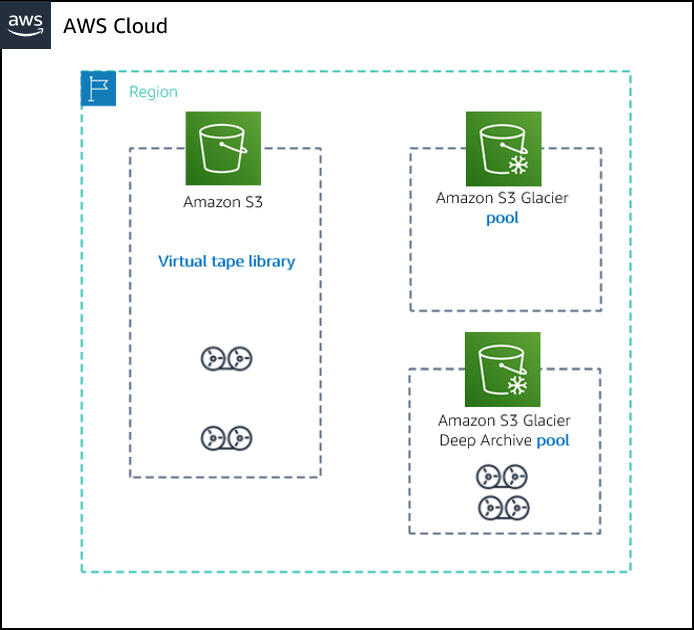 aws
AWS Cloud
Region
Amazon S3
Virtual tape library
Amazon S3 Glacier
pool
Amazon S3 Glacier
Deep Archive pool